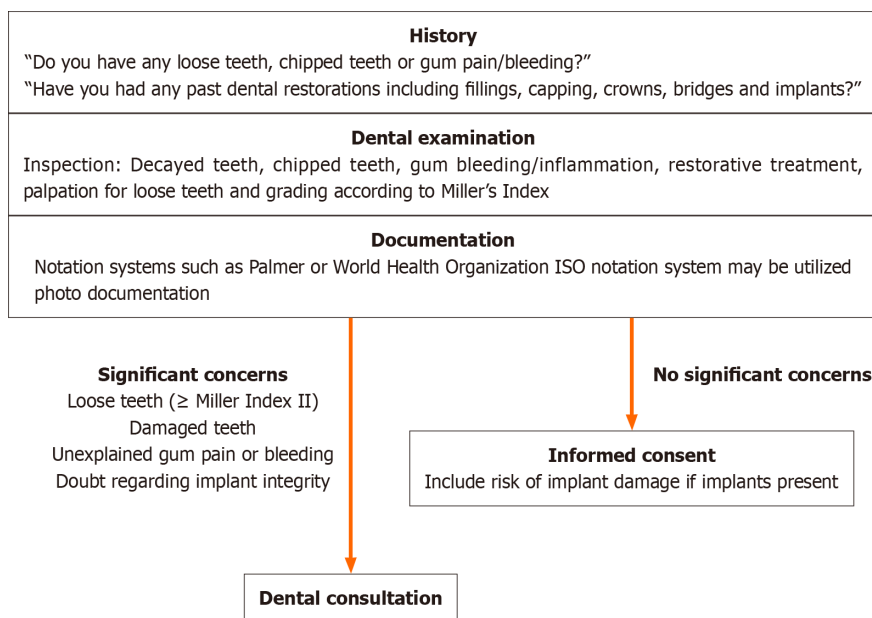 History
“Do you have any loose teeth, chipped teeth or gum pain/bleeding?”
“Have you had any past dental restorations including fillings, capping, crowns, bridges and implants?”
Dental examination
Inspection: Decayed teeth, chipped teeth, gum bleeding/inflammation, restorative treatment,
palpation for loose teeth and grading according to Miller’s Index
Documentation
Notation systems such as Palmer or World Health Organization ISO notation system may be utilized
photo documentation
Significant concerns
Loose teeth (≥ Miller Index II)
Damaged teeth
Unexplained gum pain or bleeding
Doubt regarding implant integrity
No significant concerns
Informed consent
Include risk of implant damage if implants present
Dental consultation